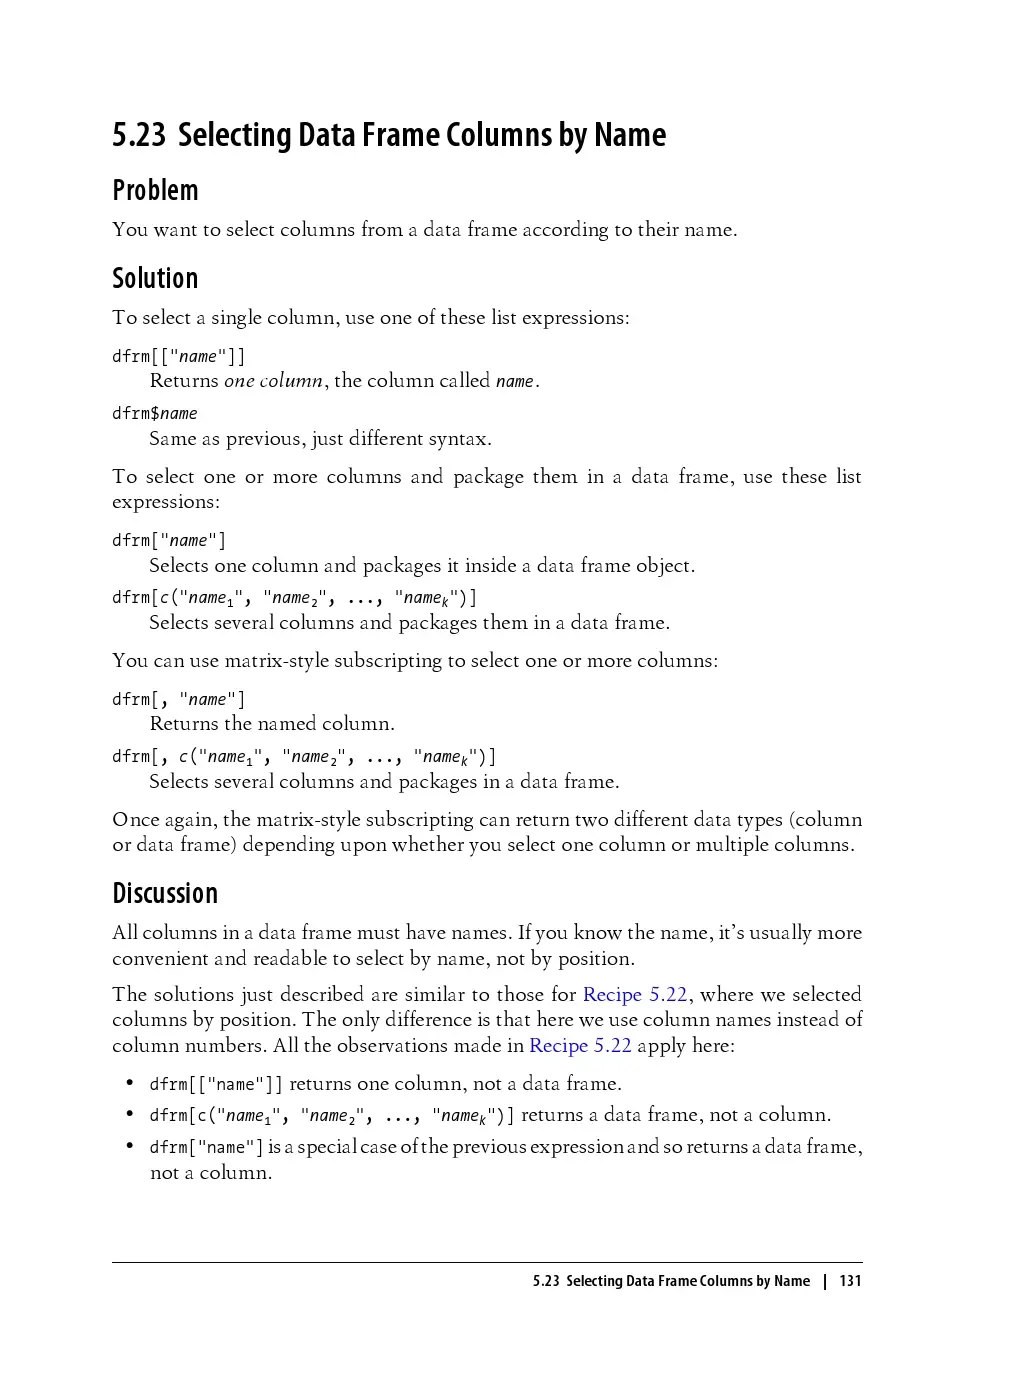 5.23 Selecting Data Frame Columns by Name
Problem
You want to select columns from a data frame according to their name.
Solution
To select a single column, use one of these list expressions:
dfrm[["name"]]
Returns one column, the column called name.
dfrm$name
Same as previous, just different syntax.
To select one or more columns and package them in a data frame, use these list
expressions:
dfrm["name"]
Selects one column and packages it inside a data frame object.
dfrm[c("name₁", "name₂", ..., "nameₖ")]
Selects several columns and packages them in a data frame.
You can use matrix-style subscripting to select one or more columns:
dfrm[, "name"]
Returns the named column.
dfrm[, c("name₁", "name₂", ..., "nameₖ")]
Selects several columns and packages in a data frame.
Once again, the matrix-style subscripting can return two different data types (column
or data frame) depending upon whether you select one column or multiple columns.
Discussion
All columns in a data frame must have names. If you know the name, it’s usually more
convenient and readable to select by name, not by position.
The solutions just described are similar to those for Recipe 5.22, where we selected
columns by position. The only difference is that here we use column names instead of
column numbers. All the observations made in Recipe 5.22 apply here:
• dfrm[["name"]] returns one column, not a data frame.
• dfrm[c("name₁", "name₂", ..., "nameₖ")] returns a data frame, not a column.
• dfrm["name"] is a special case of the previous expression and so returns a data frame,
not a column.
5.23 Selecting Data Frame Columns by Name | 131